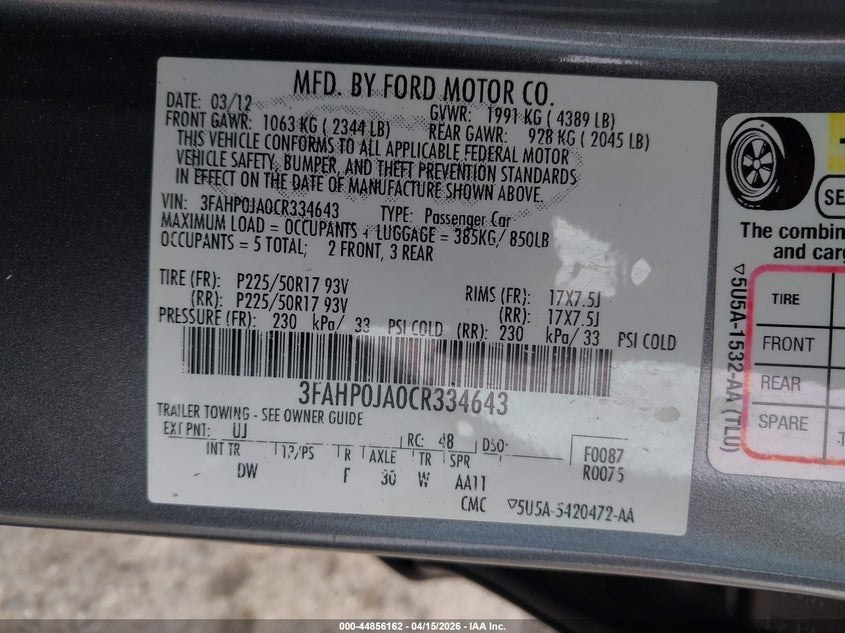 MFD. BY FORD MOTOR CO.
DATE: 03/12 GVWR: 1991 KG ( 4389 LB)
FRONT GAWR: 1063 KG ( 2344 LB) REAR GAWR: 928 KG ( 2045 LB)
THIS VEHICLE CONFORMS TO ALL APPLICABLE FEDERAL MOTOR
VEHICLE SAFETY, BUMPER, AND THEFT PREVENTION STANDARDS
IN EFFECT ON THE DATE OF MANUFACTURE SHOWN ABOVE.
VIN: 3FAHP0JA0CR334643 TYPE: Passenger Car
MAXIMUM LOAD = OCCUPANTS + LUGGAGE = 385KG/ 850LB
OCCUPANTS = 5 TOTAL; 2 FRONT, 3 REAR
TIRE (FR): P225/50R17 93V RIMS (FR): 17X7.5J
(RR): P225/50R17 93V (RR): 17X7.5J
PRESSURE (FR): 230 kPa/ 33 PSI COLD (RR): 230 kPa/ 33 PSI COLD
3FAHP0JA0CR334643
TRAILER TOWING - SEE OWNER GUIDE
EXT PNT: UJ RC: 48 DSO: F0087
INT TR TP/PS R AXLE TR SPR R0075
DW F 30 W AA11
CMC ▽5U5A-5420472-AA
SE
The combin
and carg
TIRE
FRONT
REAR
SPARE
▽5U5A-1532-AA (TLU)
000-44856162 - 04/15/2026 - IAA Inc.